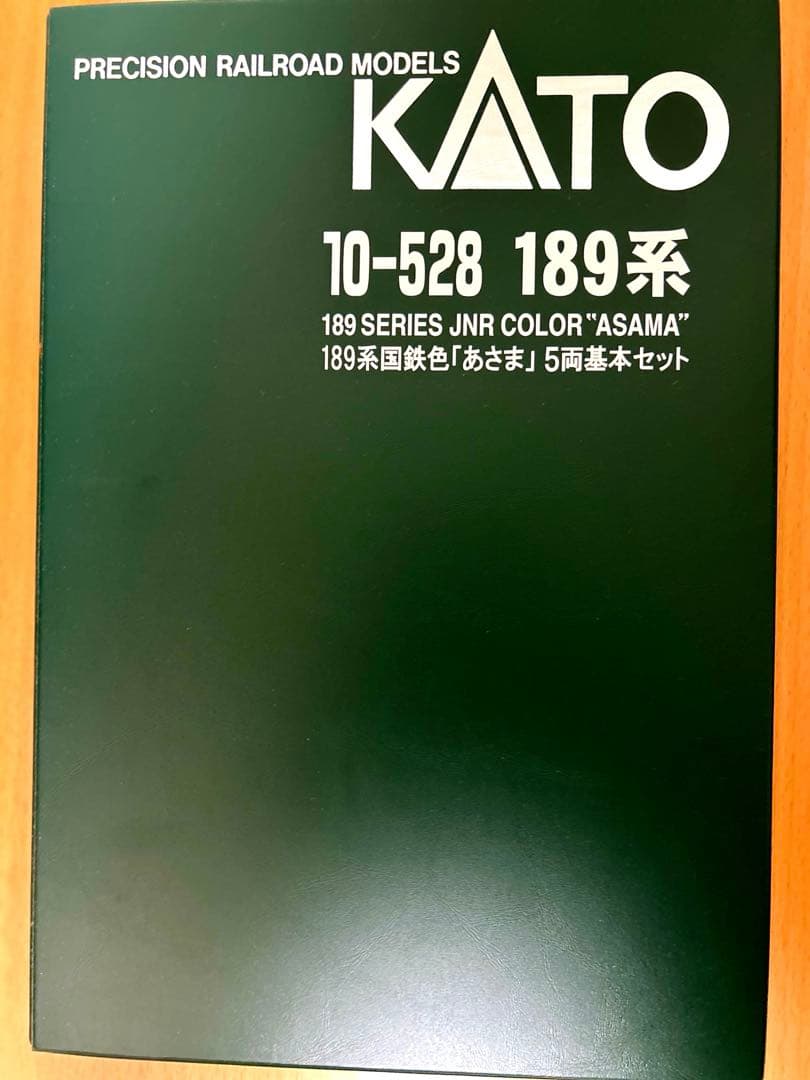 PRECISION RAILROAD MODELS
KATO
10-528 189系
189 SERIES JNR COLOR "ASAMA"
189系国鉄色「あさま」5両基本セット